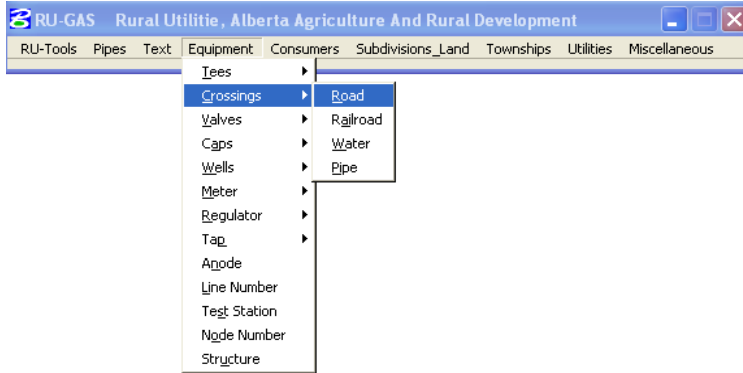 RU-GAS Rural Utilitie, Alberta Agriculture And Rural Development
RU-Tools Pipes Text Equipment Consumers Subdivisions_Land Townships Utilities Miscellaneous
Tees
Crossings Road
Valves Railroad
Caps Water
Wells Pipe
Meter
Regulator
Tap
Anode
Line Number
Test Station
Node Number
Structure